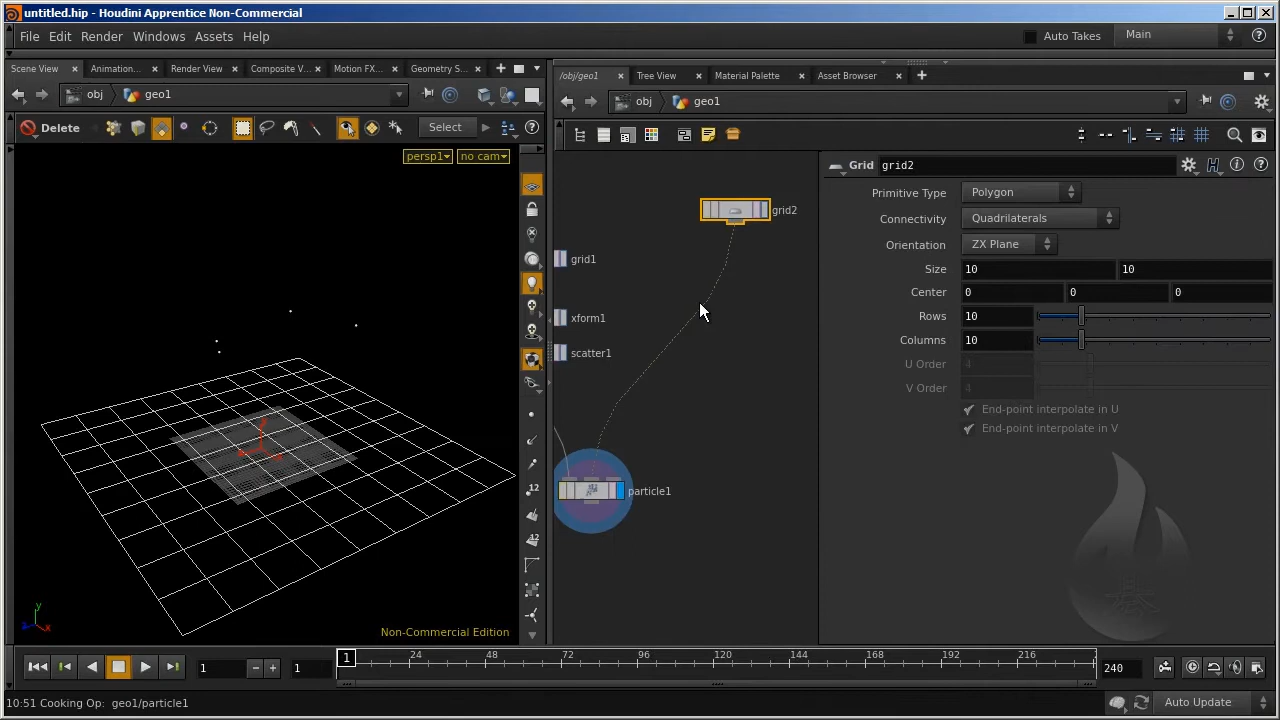 untitled.hip - Houdini Apprentice Non-Commercial
File Edit Render Windows Assets Help
Auto Takes Main
Scene View Animation... Render View Composite V... Motion FX... Geometry S...
/obj/geo1 Tree View Material Palette Asset Browser
obj geo1
obj geo1
Delete Select
persp1 no cam
Grid grid2
Primitive Type Polygon
Connectivity Quadrilaterals
Orientation ZX Plane
Size 10 10
Center 0 0 0
Rows 10
Columns 10
U Order 4
V Order 4
End-point interpolate in U
End-point interpolate in V
grid2
grid1
xform1
scatter1
particle1
12
12
y
z x
Non-Commercial Edition
1 1 1 24 48 72 96 120 144 168 192 216 240
10:51 Cooking Op: geo1/particle1
Auto Update